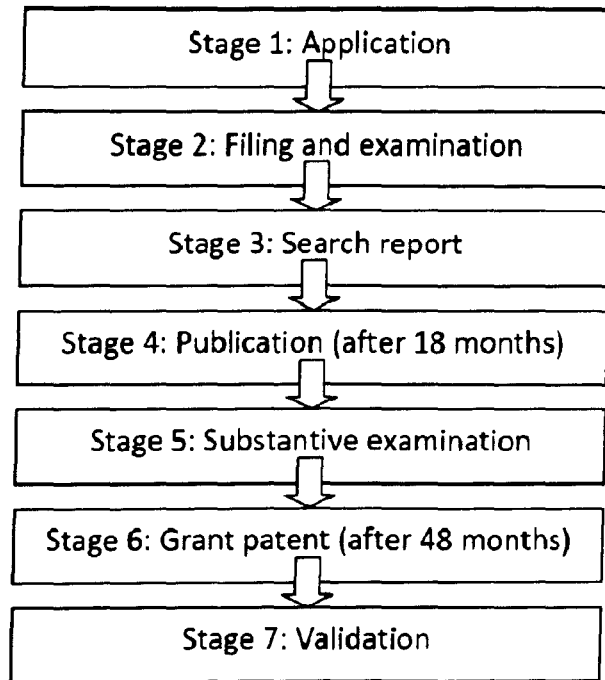 Stage 1: Application
Stage 2: Filing and examination
Stage 3: Search report
Stage 4: Publication (after 18 months)
Stage 5: Substantive examination
Stage 6: Grant patent (after 48 months)
Stage 7: Validation